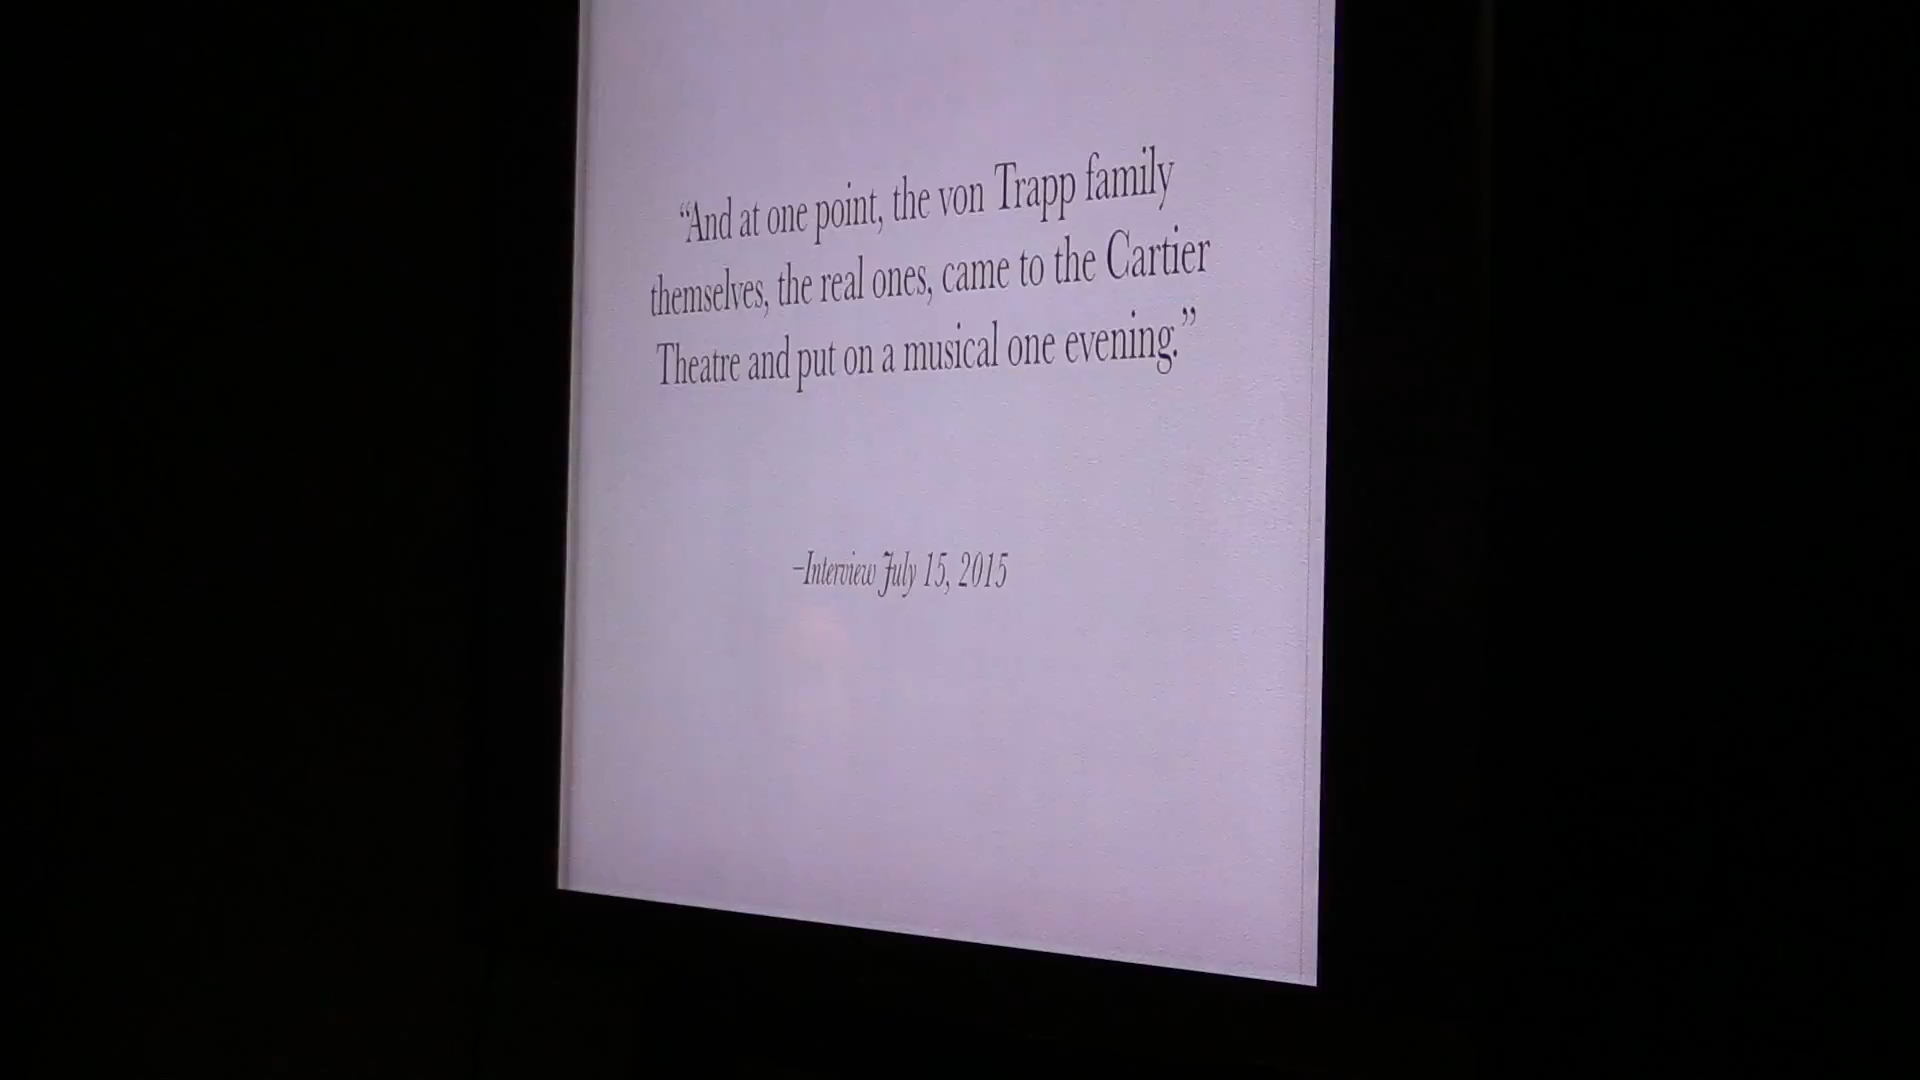 “And at one point, the von Trapp family
themselves, the real ones, came to the Cartier
Theatre and put on a musical one evening.”
–Interview July 15, 2015